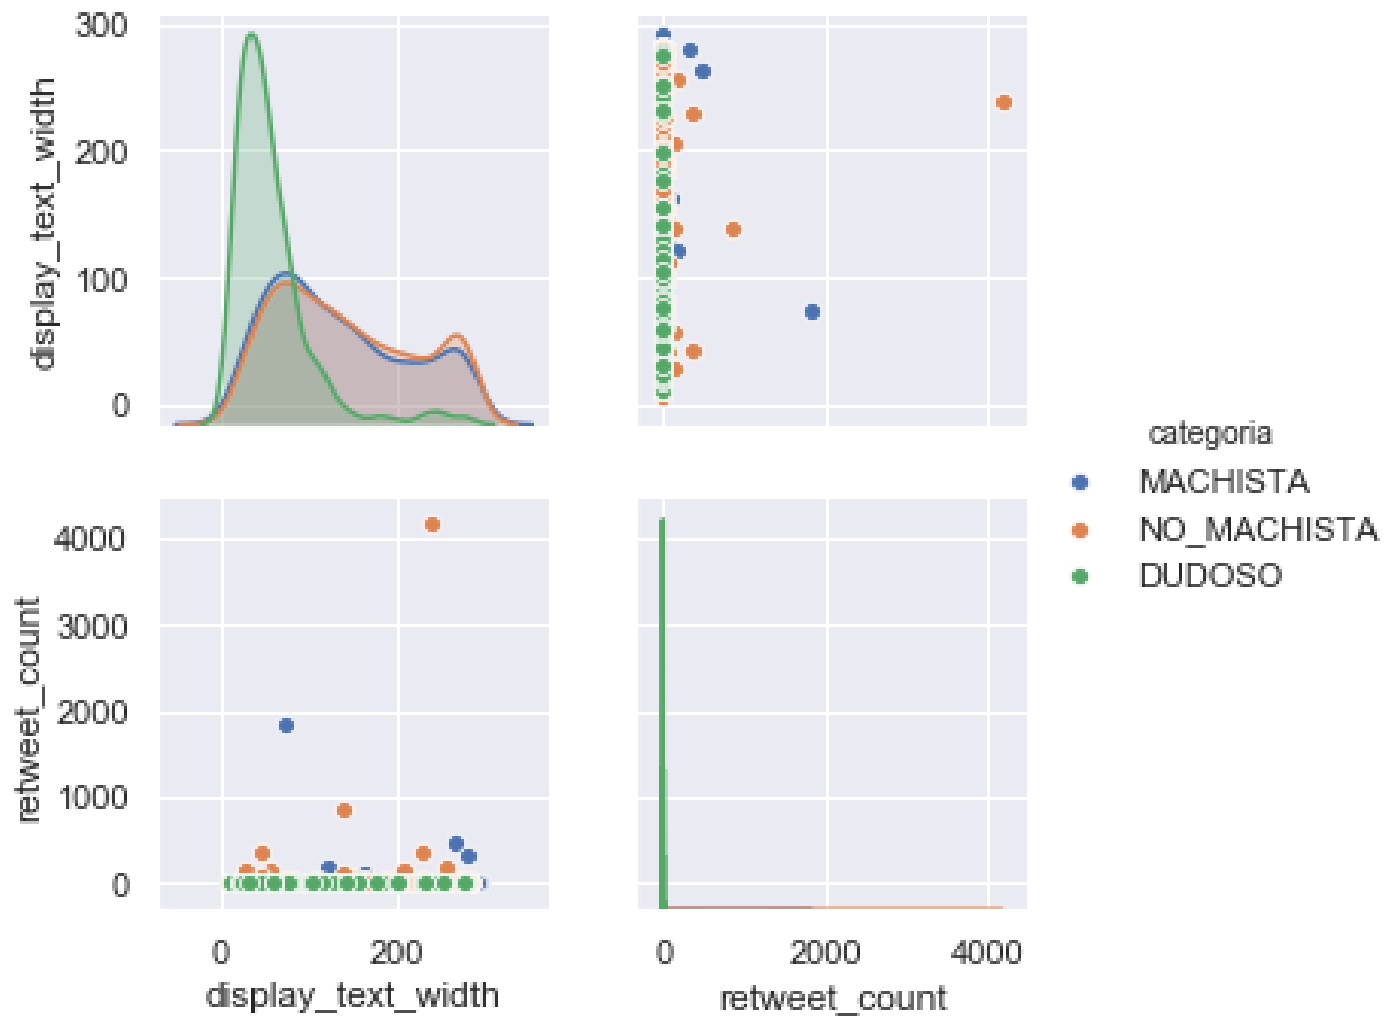 300
200
100
0
display_text_width
4000
3000
2000
1000
0
retweet_count
0
200
display_text_width
0
2000
4000
retweet_count
categoria
MACHISTA
NO_MACHISTA
DUDOSO